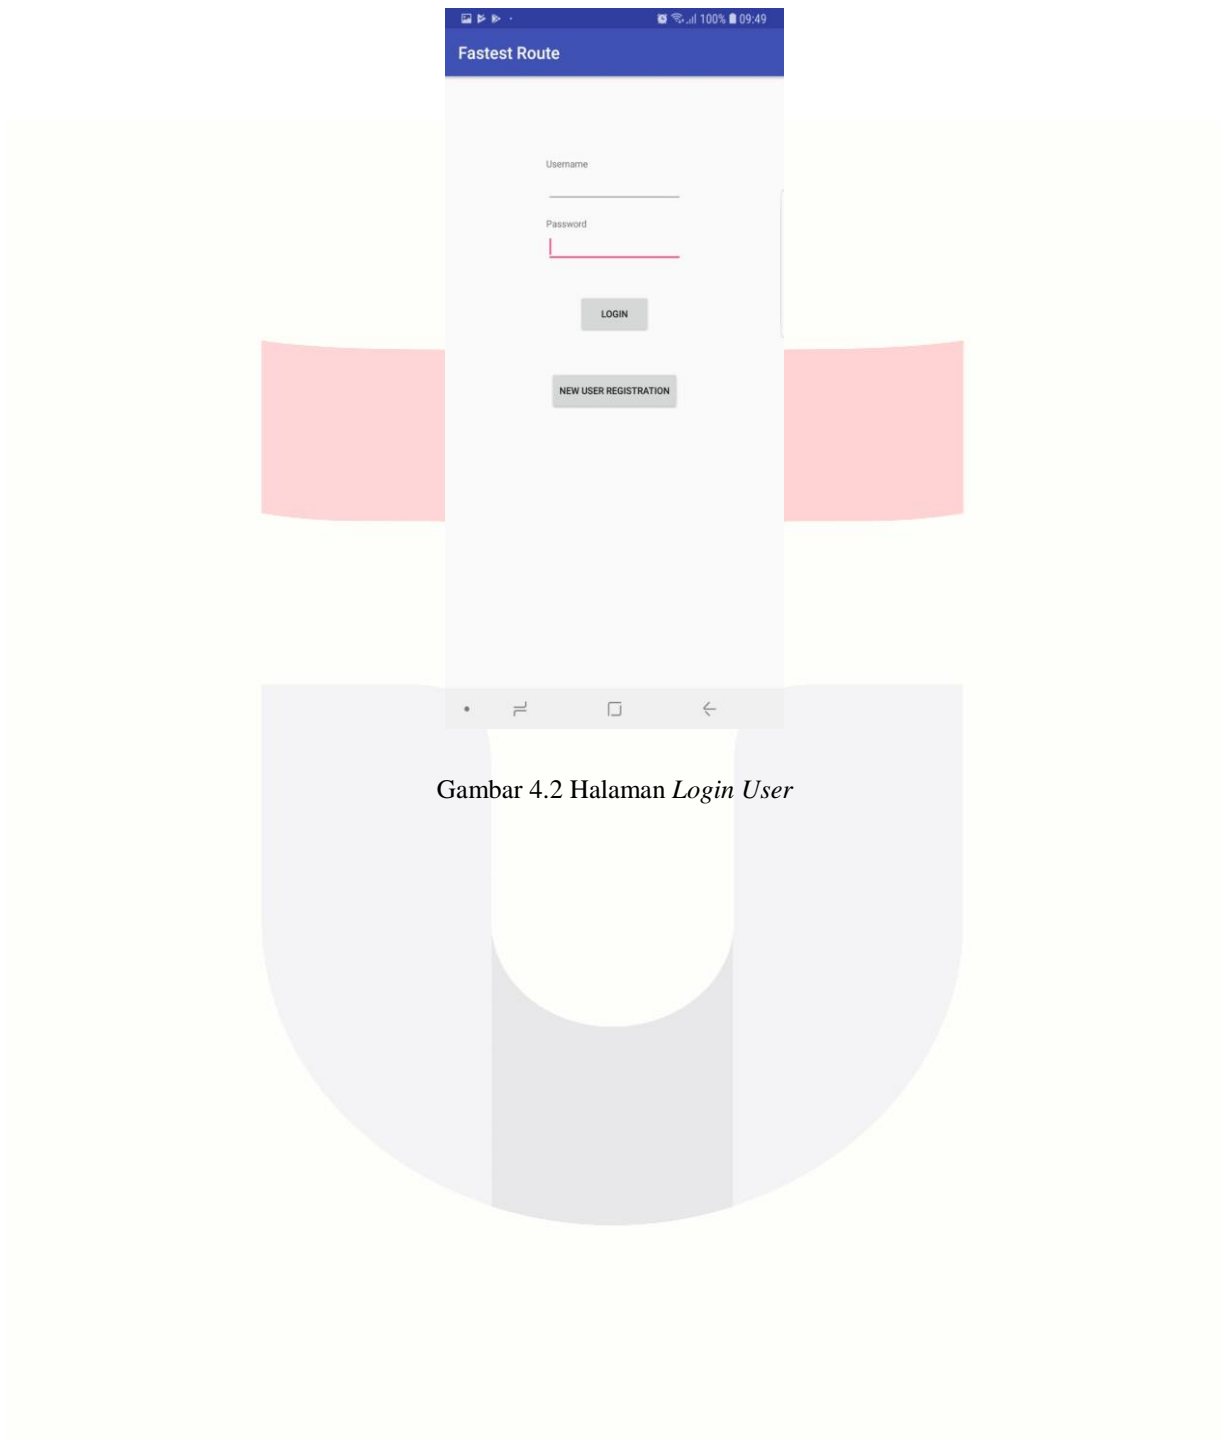 100% 09:49
Fastest Route
Username
Password
LOGIN
NEW USER REGISTRATION
Gambar 4.2 Halaman Login User